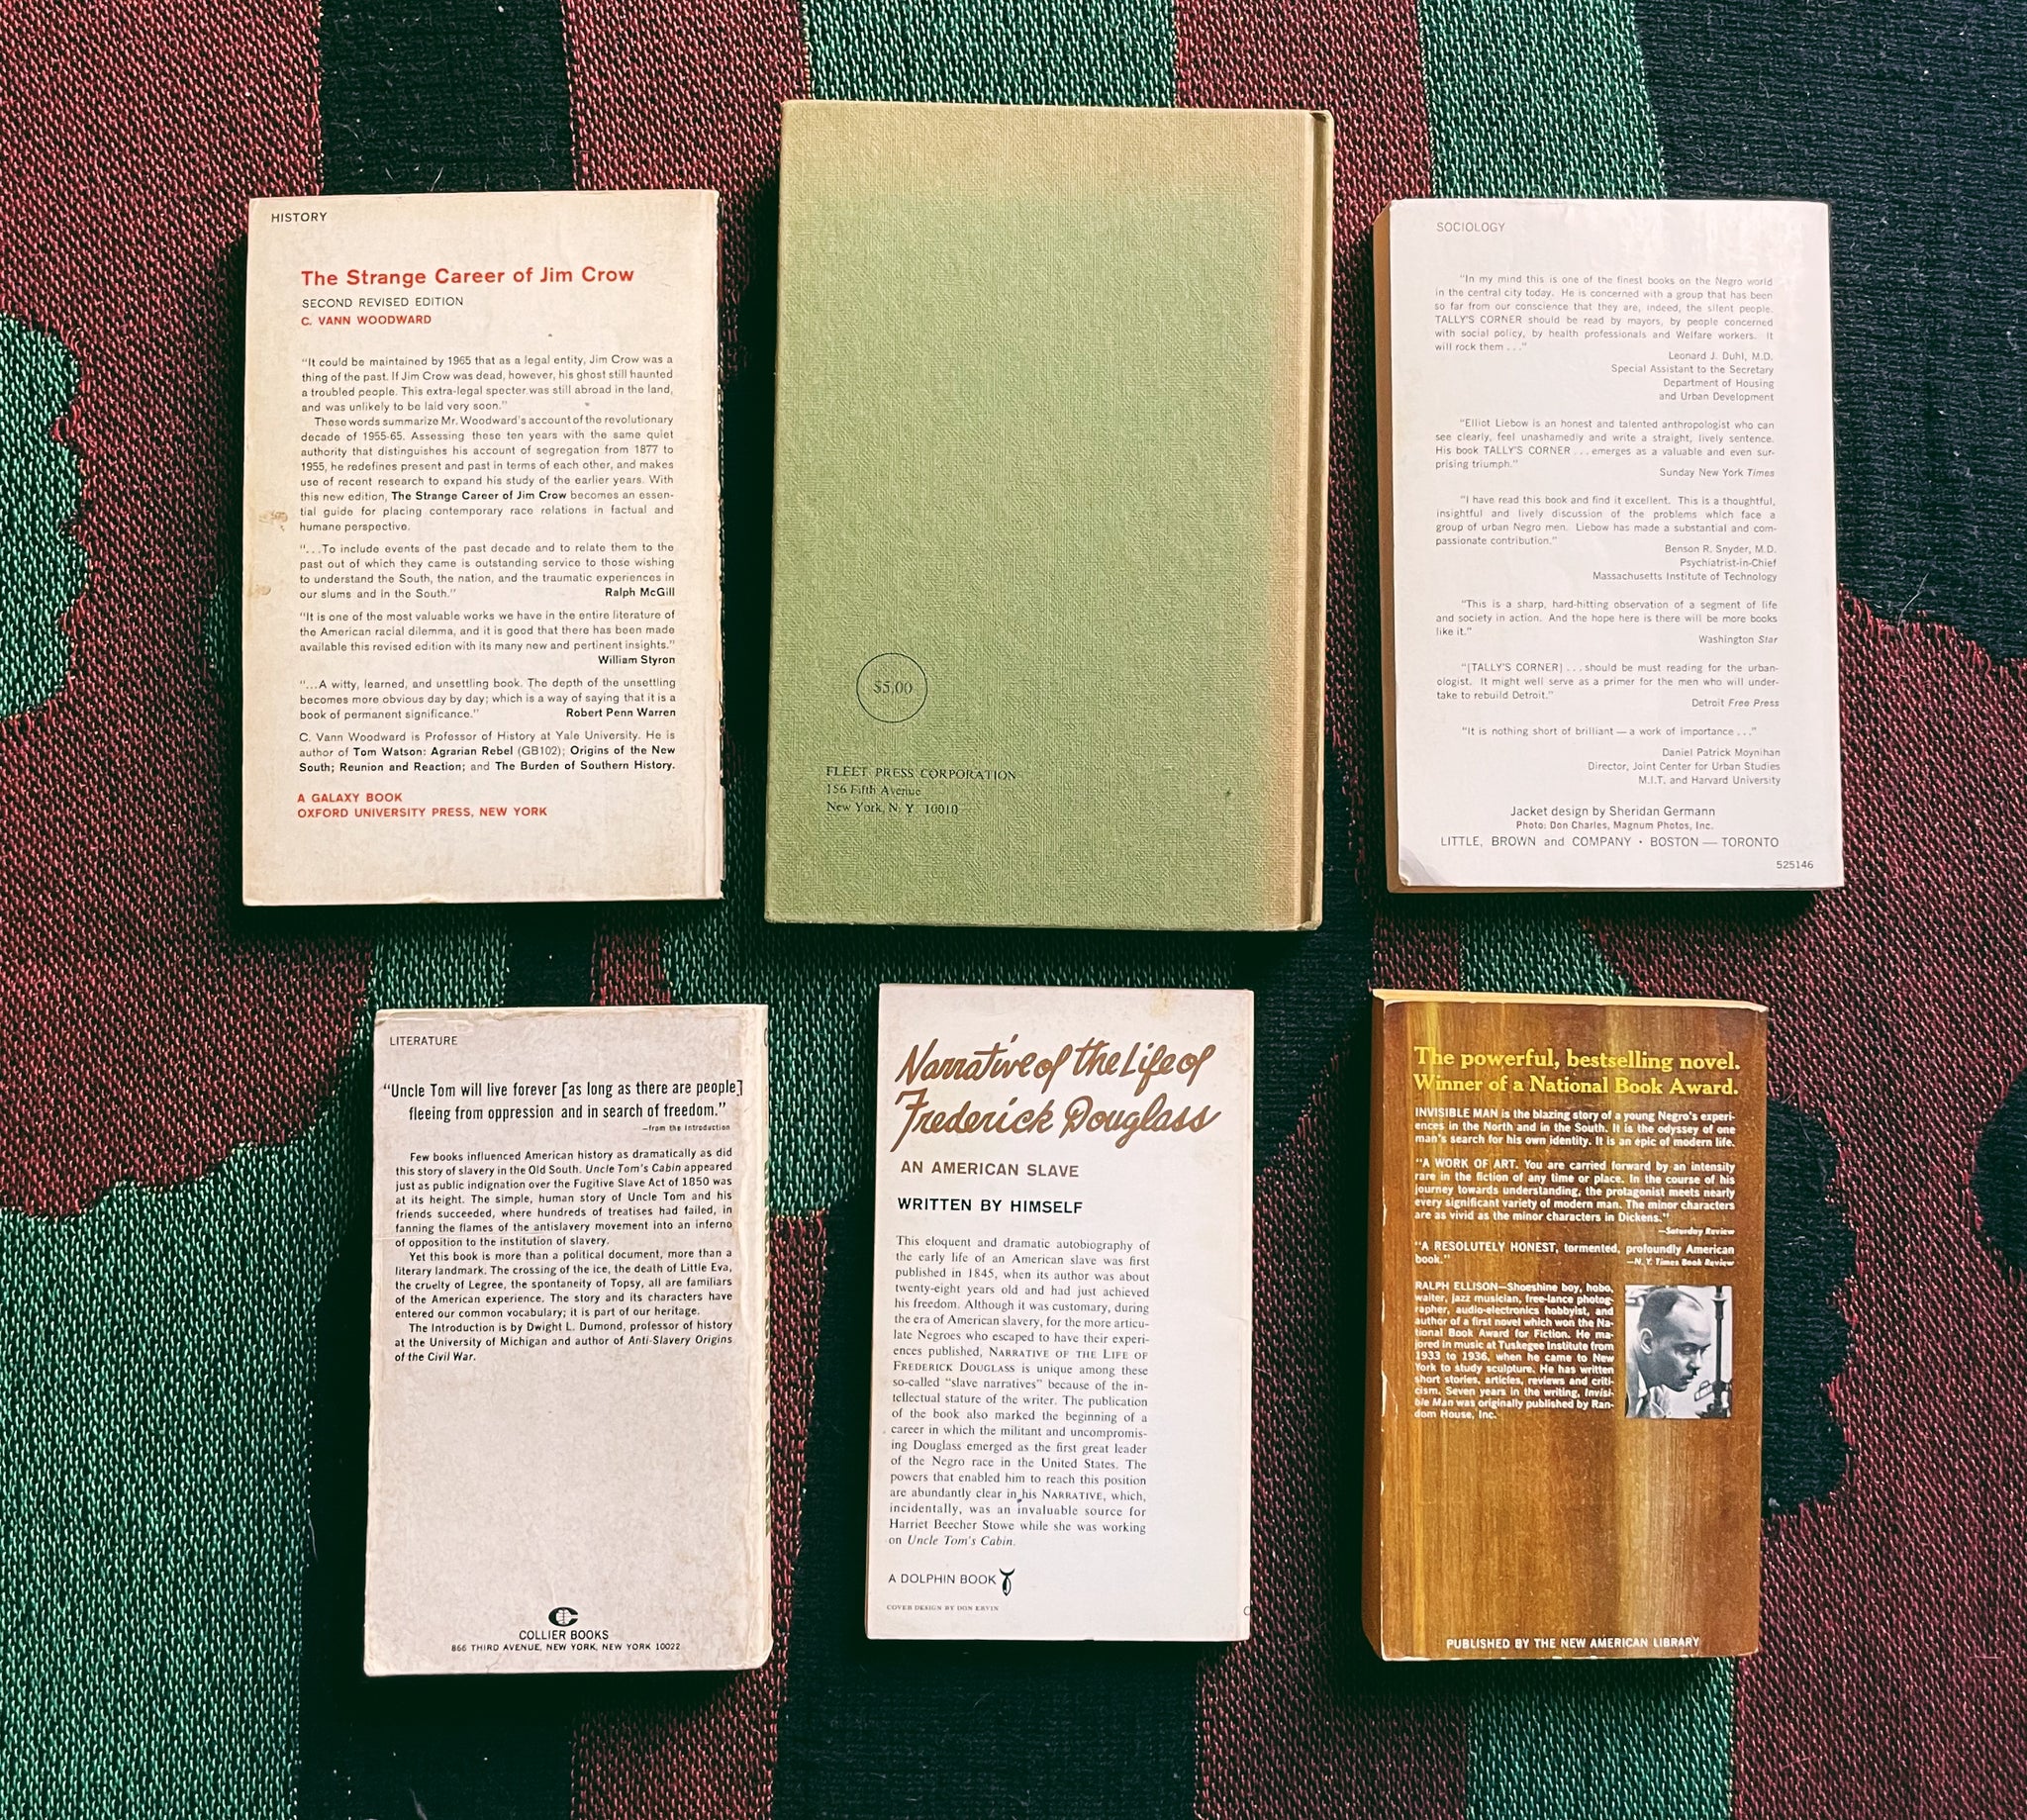 HISTORY
The Strange Career of Jim Crow
SECOND REVISED EDITION
C. VANN WOODWARD
"It could be maintained by 1965 that as a legal entity, Jim Crow was a
thing of the past. If Jim Crow was dead, however, his ghost still haunted
a troubled people. This extra-legal specter was still abroad in the land,
and was unlikely to be laid very soon."
These words summarize Mr. Woodward's account of the revolutionary
decade of 1955-65. Assessing these ten years with the same quiet
authority that distinguishes his account of segregation from 1877 to
1955, he redefines present and past in terms of each other, and makes
use of recent research to expand his study of the earlier years. With
this new edition, The Strange Career of Jim Crow becomes an essen-
tial guide for placing contemporary race relations in factual and
humane perspective.
"...To include events of the past decade and to relate them to the
past out of which they came is outstanding service to those wishing
to understand the South, the nation, and the traumatic experiences in
our slums and in the South." Ralph McGill
"It is one of the most valuable works we have in the entire literature of
the American racial dilemma, and it is good that there has been made
available this revised edition with its many new and pertinent insights."
William Styron
"...A witty, learned, and unsettling book. The depth of the unsettling
becomes more obvious day by day; which is a way of saying that it is a
book of permanent significance." Robert Penn Warren
C. Vann Woodward is Professor of History at Yale University. He is
author of Tom Watson: Agrarian Rebel (GB102); Origins of the New
South; Reunion and Reaction; and The Burden of Southern History.
A GALAXY BOOK
OXFORD UNIVERSITY PRESS, NEW YORK
$5.00
FLEET PRESS CORPORATION
156 Fifth Avenue
New York, N. Y. 10010
SOCIOLOGY
"In my mind this is one of the finest books on the Negro world
in the central city today. He is concerned with a group that has been
so far from our conscience that they are, indeed, the silent people.
TALLY'S CORNER should be read by mayors, by people concerned
with social policy, by health professionals and Welfare workers. It
will rock them . . ."
Leonard J. Duhl, M.D.
Special Assistant to the Secretary
Department of Housing
and Urban Development
"Elliot Liebow is an honest and talented anthropologist who can
see clearly, feel unashamedly and write a straight, lively sentence.
His book TALLY'S CORNER . . . emerges as a valuable and even sur-
prising triumph."
Sunday New York Times
"I have read this book and find it excellent. This is a thoughtful,
insightful and lively discussion of the problems which face a
group of urban Negro men. Liebow has made a substantial and com-
passionate contribution."
Benson R. Snyder, M.D.
Psychiatrist-in-Chief
Massachusetts Institute of Technology
"This is a sharp, hard-hitting observation of a segment of life
and society in action. And the hope here is there will be more books
like it."
Washington Star
"[TALLY'S CORNER] . . . should be must reading for the urban-
ologist. It might well serve as a primer for the men who will under-
take to rebuild Detroit."
Detroit Free Press
"It is nothing short of brilliant — a work of importance . . ."
Daniel Patrick Moynihan
Director, Joint Center for Urban Studies
M.I.T. and Harvard University
Jacket design by Sheridan Germann
Photo: Don Charles, Magnum Photos, Inc.
LITTLE, BROWN and COMPANY • BOSTON — TORONTO
525146
LITERATURE
"Uncle Tom will live forever [as long as there are people]
fleeing from oppression and in search of freedom."
—from the Introduction
Few books influenced American history as dramatically as did
this story of slavery in the Old South. Uncle Tom's Cabin appeared
just as public indignation over the Fugitive Slave Act of 1850 was
at its height. The simple, human story of Uncle Tom and his
friends succeeded, where hundreds of treatises had failed, in
fanning the flames of the antislavery movement into an inferno
of opposition to the institution of slavery.
Yet this book is more than a political document, more than a
literary landmark. The crossing of the ice, the death of Little Eva,
the cruelty of Legree, the spontaneity of Topsy, all are familiars
of the American experience. The story and its characters have
entered our common vocabulary; it is part of our heritage.
The Introduction is by Dwight L. Dumond, professor of history
at the University of Michigan and author of Anti-Slavery Origins
of the Civil War.
COLLIER BOOKS
866 THIRD AVENUE, NEW YORK, NEW YORK 10022
Narrative of the Life of
Frederick Douglass
AN AMERICAN SLAVE
WRITTEN BY HIMSELF
This eloquent and dramatic autobiography of
the early life of an American slave was first
published in 1845, when its author was about
twenty-eight years old and had just achieved
his freedom. Although it was customary, during
the era of American slavery, for the more articu-
late Negroes who escaped to have their experi-
ences published, NARRATIVE OF THE LIFE OF
FREDERICK DOUGLASS is unique among these
so-called "slave narratives" because of the in-
tellectual stature of the writer. The publication
of the book also marked the beginning of a
career in which the militant and uncompromis-
ing Douglass emerged as the first great leader
of the Negro race in the United States. The
powers that enabled him to reach this position
are abundantly clear in his NARRATIVE, which,
incidentally, was an invaluable source for
Harriet Beecher Stowe while she was working
on Uncle Tom's Cabin.
A DOLPHIN BOOK
COVER DESIGN BY DON ERVIN
The powerful, bestselling novel.
Winner of a National Book Award.
INVISIBLE MAN is the blazing story of a young Negro's experi-
ences in the North and in the South. It is the odyssey of one
man's search for his own identity. It is an epic of modern life.
"A WORK OF ART. You are carried forward by an intensity
rare in the fiction of any time or place. In the course of his
journey towards understanding, the protagonist meets nearly
every significant variety of modern man. The minor characters
are as vivid as the minor characters in Dickens."
—Saturday Review
"A RESOLUTELY HONEST, tormented, profoundly American
book." —N. Y. Times Book Review
RALPH ELLISON—Shoeshine boy, hobo,
waiter, jazz musician, free-lance photog-
rapher, audio-electronics hobbyist, and
author of a first novel which won the Na-
tional Book Award for Fiction. He ma-
jored in music at Tuskegee Institute from
1933 to 1936, when he came to New
York to study sculpture. He has written
short stories, articles, reviews and criti-
cism. Seven years in the writing, Invisi-
ble Man was originally published by Ran-
dom House, Inc.
PUBLISHED BY THE NEW AMERICAN LIBRARY